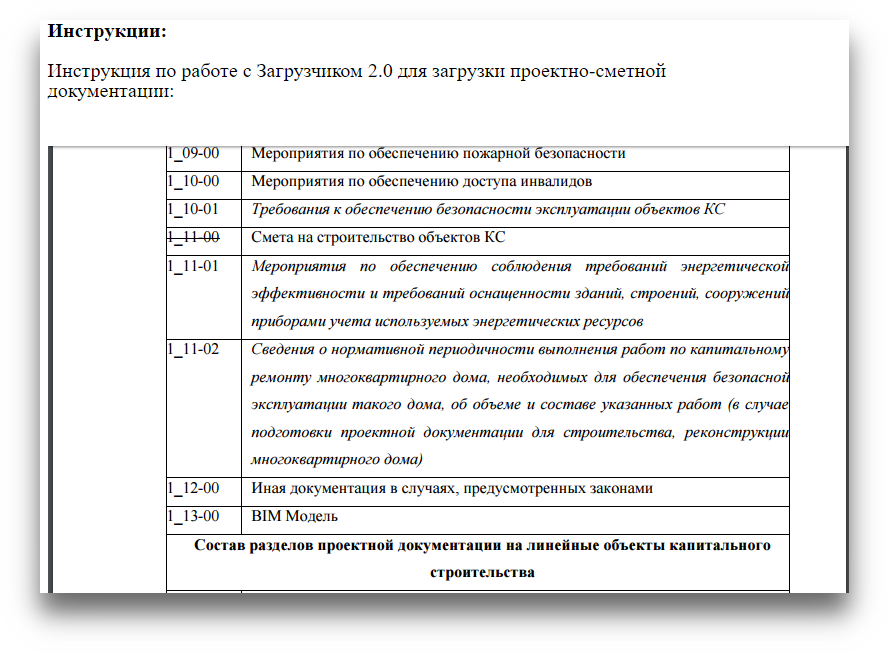 Инструкции:
Инструкция по работе с Загрузчиком 2.0 для загрузки проектно-сметной
документации:
1_09-00 Мероприятия по обеспечению пожарной безопасности
1_10-00 Мероприятия по обеспечению доступа инвалидов
1_10-01 Требования к обеспечению безопасности эксплуатации объектов КС
1_11-00 Смета на строительство объектов КС
1_11-01 Мероприятия по обеспечению соблюдения требований энергетической
эффективности и требований оснащенности зданий, строений, сооружений
приборами учета используемых энергетических ресурсов
1_11-02 Сведения о нормативной периодичности выполнения работ по капитальному
ремонту многоквартирного дома, необходимых для обеспечения безопасной
эксплуатации такого дома, об объеме и составе указанных работ (в случае
подготовки проектной документации для строительства, реконструкции
многоквартирного дома)
1_12-00 Иная документация в случаях, предусмотренных законами
1_13-00 BIM Модель
Состав разделов проектной документации на линейные объекты капитального
строительства